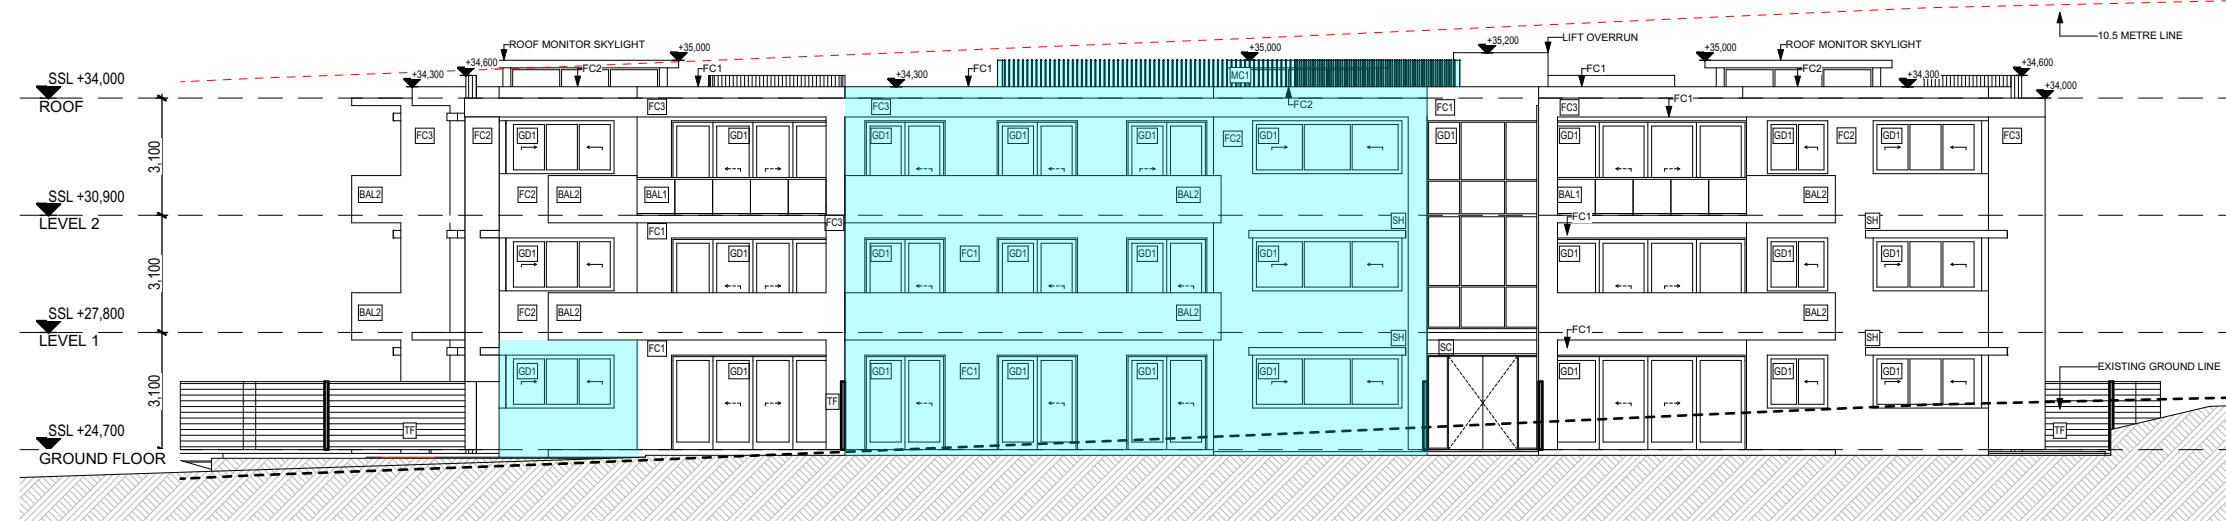 10.5 METRE LINE
ROOF MONITOR SKYLIGHT
+35,000
+35,000
+35,200
LIFT OVERRUN
+35,000
ROOF MONITOR SKYLIGHT
SSL +34,000
ROOF
+34,300
+34,600
FC2
FC1
+34,300
FC1
MC1
FC2
FC1
FC2
+34,300
+34,600
+34,000
FC3
FC3
FC1
FC3
FC1
FC3
FC2
GD1
GD1
GD1
GD1
GD1
FC2
GD1
GD1
GD1
GD1
FC2
GD1
FC3
3,100
SSL +30,900
LEVEL 2
BAL2
FC2
BAL2
BAL1
BAL2
BAL1
BAL2
FC1
FC3
SH
FC1
SH
GD1
GD1
GD1
FC1
GD1
GD1
GD1
GD1
GD1
GD1
3,100
SSL +27,800
LEVEL 1
BAL2
FC2
BAL2
BAL2
BAL2
FC1
SH
SC
FC1
SH
GD1
GD1
GD1
FC1
GD1
GD1
GD1
GD1
GD1
GD1
EXISTING GROUND LINE
3,100
TF
TF
TF
SSL +24,700
GROUND FLOOR